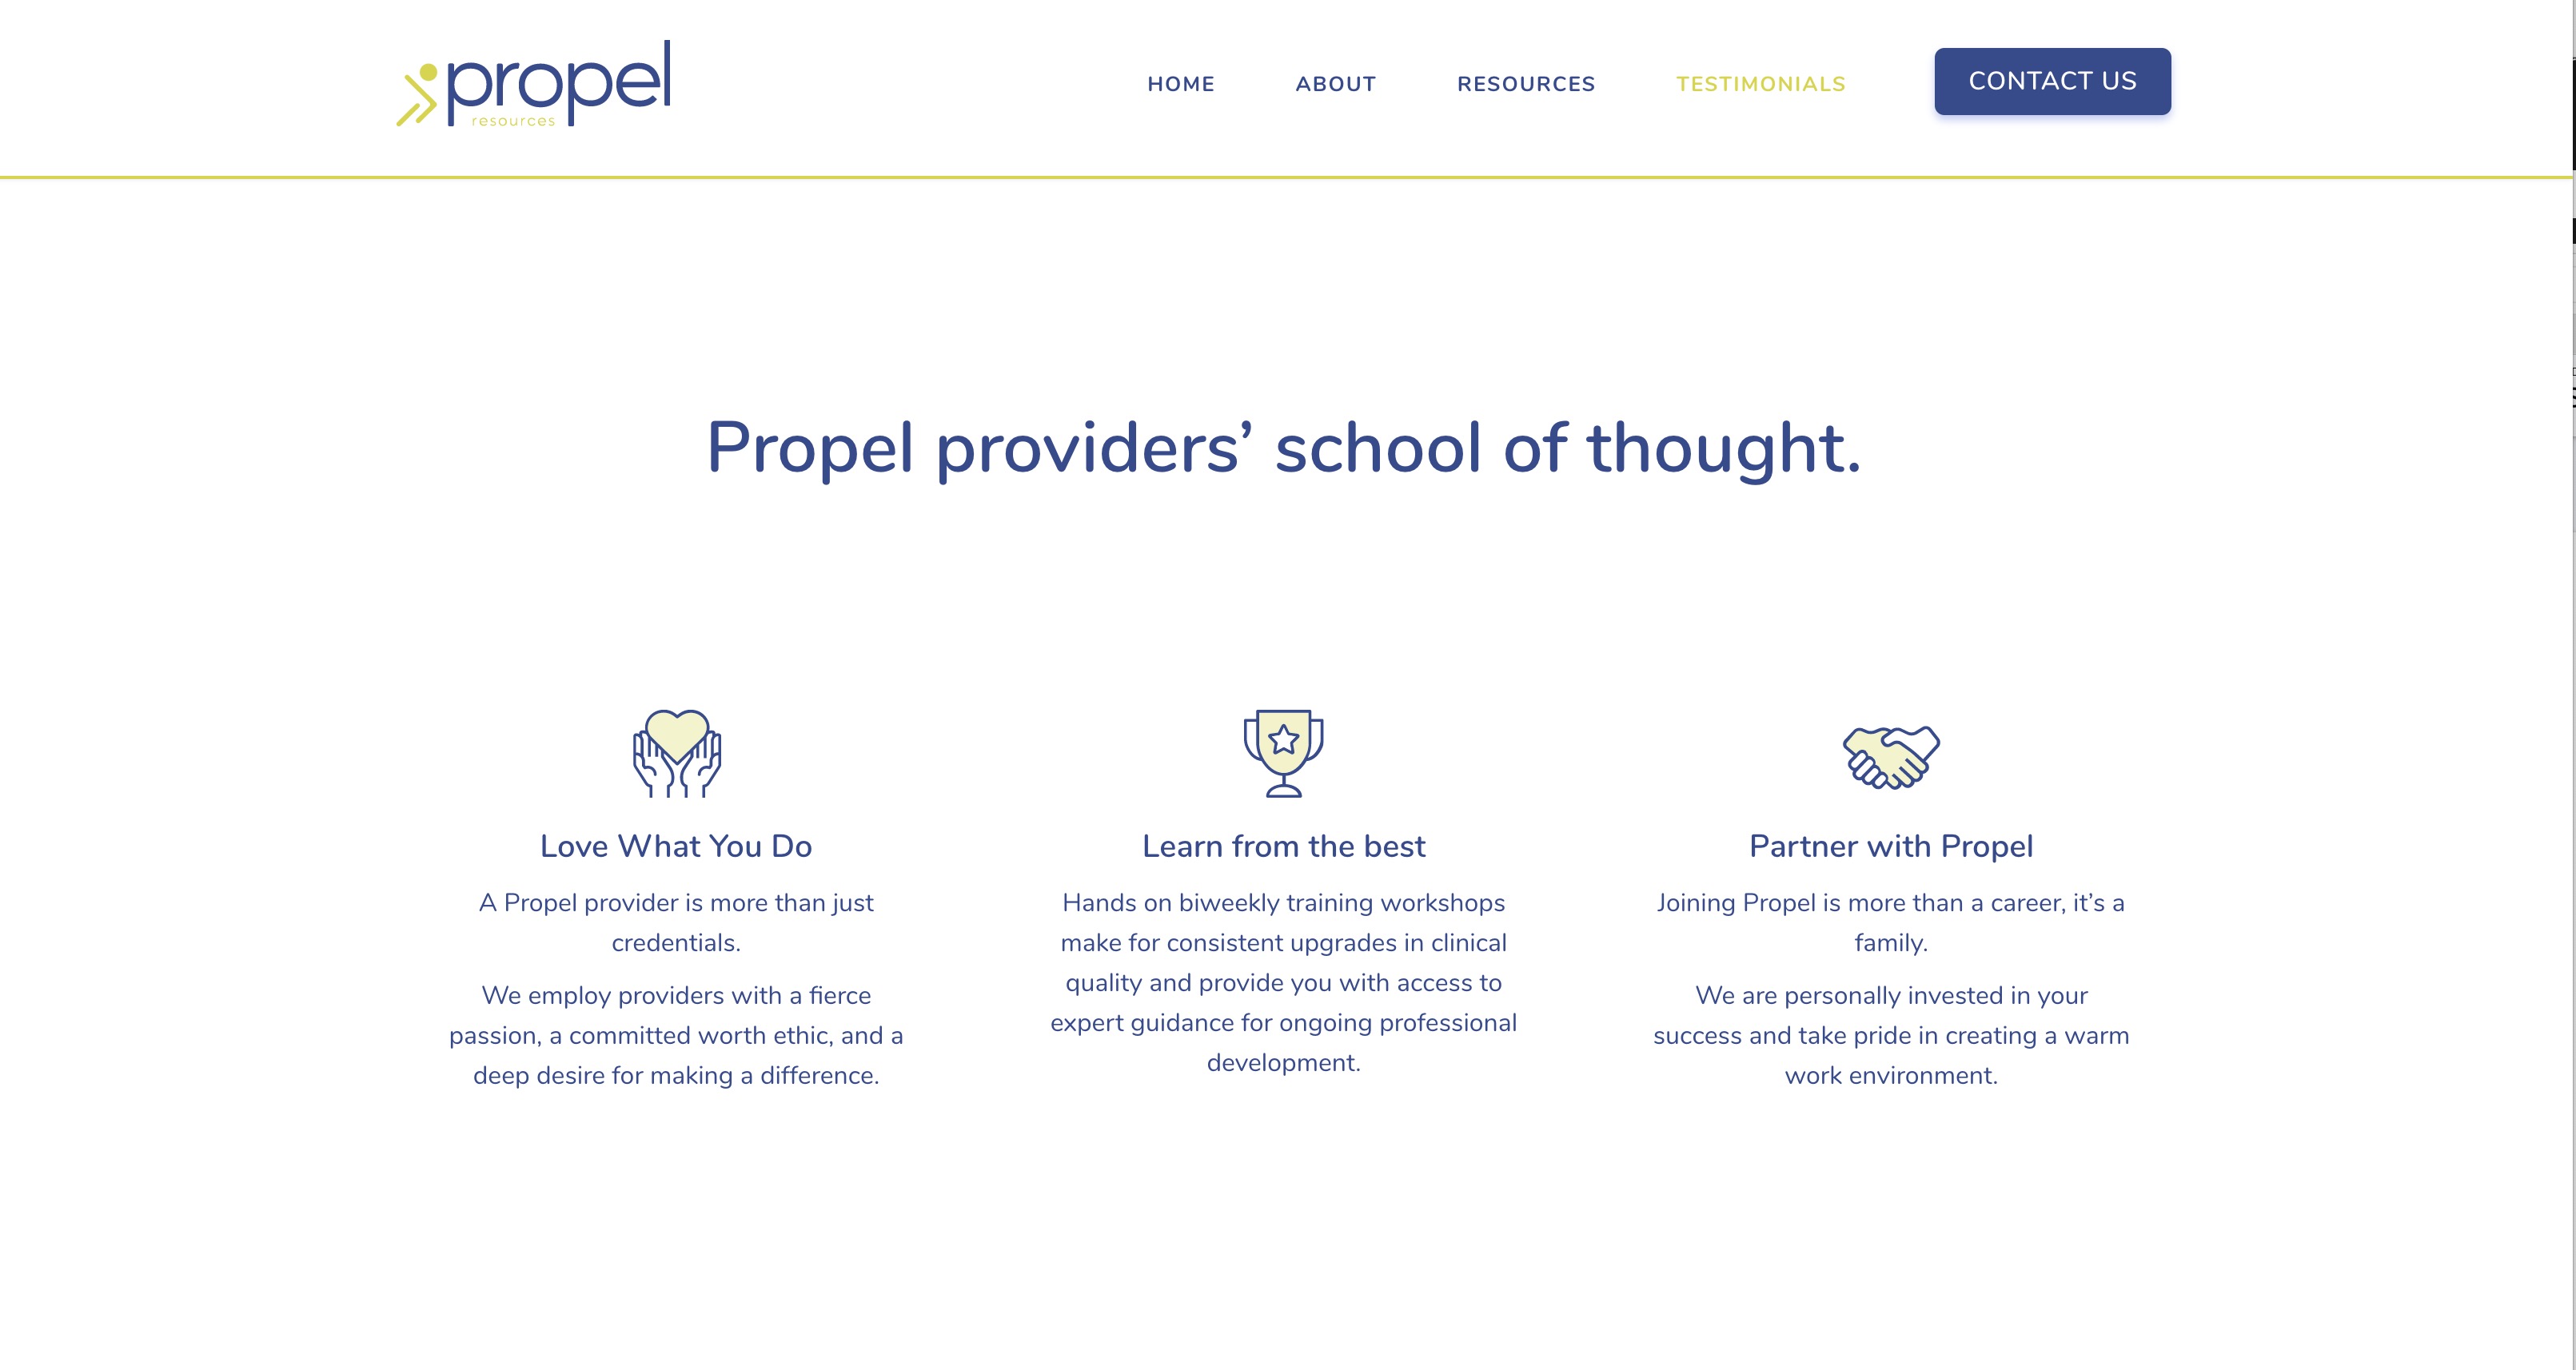 propel
resources
HOME ABOUT RESOURCES TESTIMONIALS CONTACT US
Propel providers’ school of thought.
Love What You Do
A Propel provider is more than just
credentials.
We employ providers with a fierce
passion, a committed worth ethic, and a
deep desire for making a difference.
Learn from the best
Hands on biweekly training workshops
make for consistent upgrades in clinical
quality and provide you with access to
expert guidance for ongoing professional
development.
Partner with Propel
Joining Propel is more than a career, it’s a
family.
We are personally invested in your
success and take pride in creating a warm
work environment.